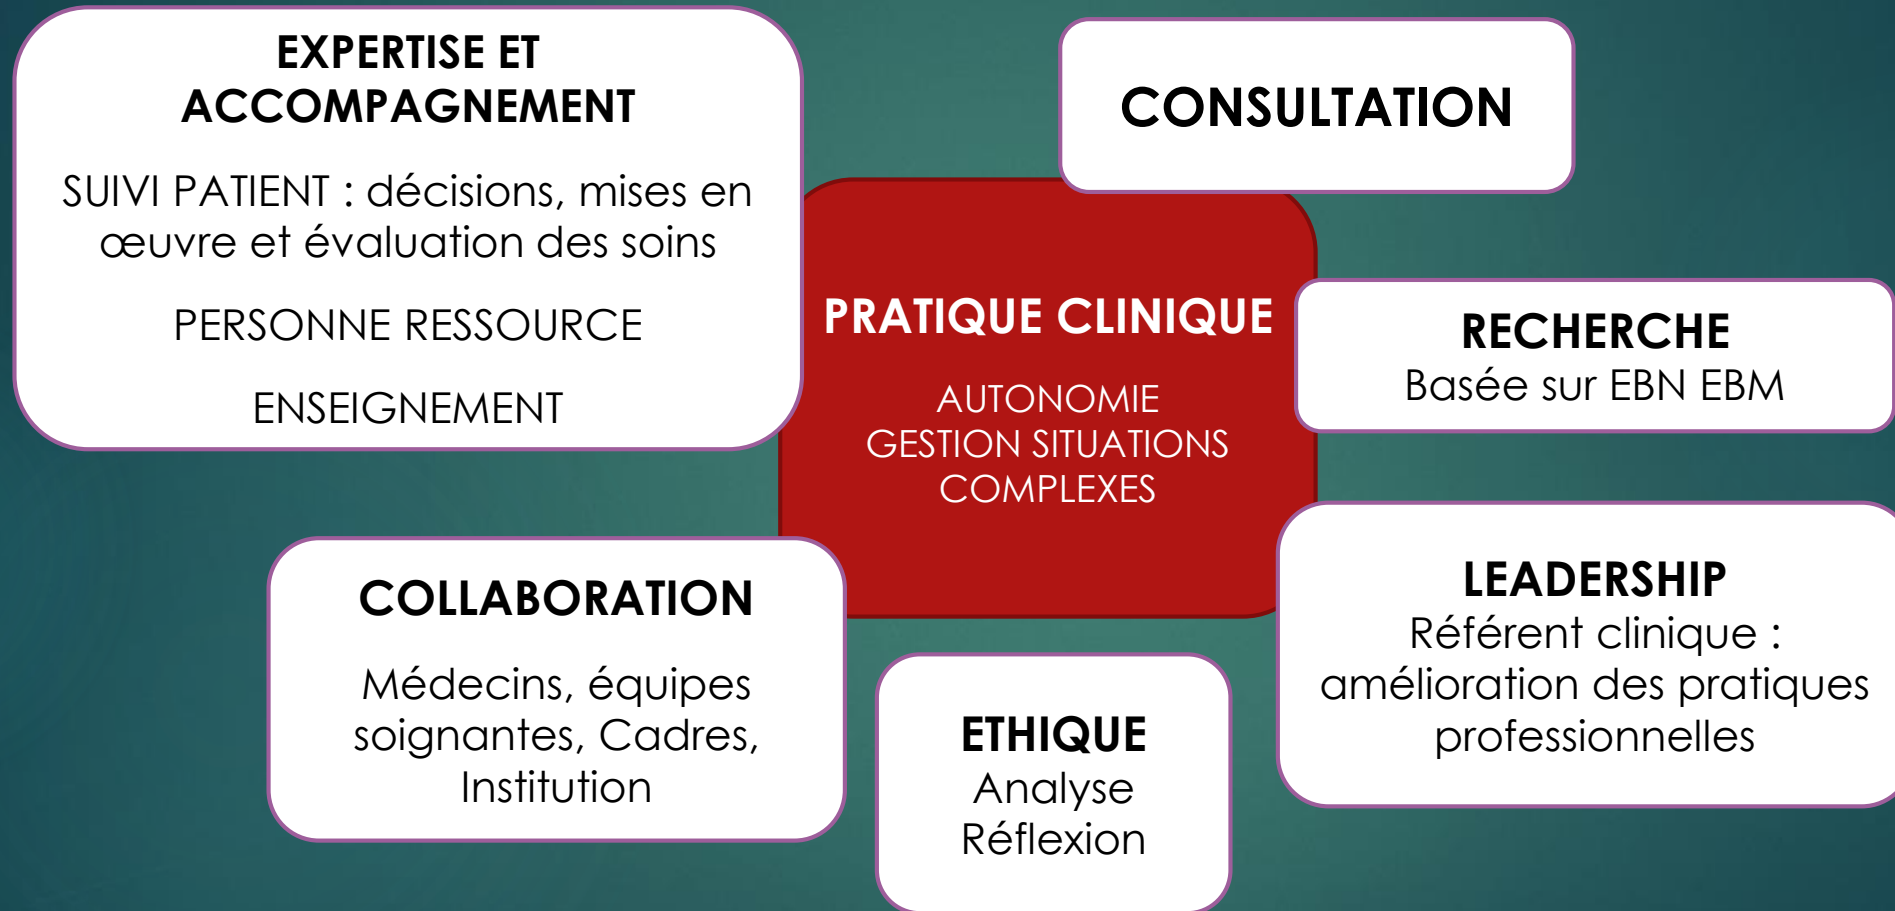 EXPERTISE ET
ACCOMPAGNEMENT
SUIVI PATIENT : décisions, mises en
œuvre et évaluation des soins
PERSONNE RESSOURCE
ENSEIGNEMENT
CONSULTATION
PRATIQUE CLINIQUE
AUTONOMIE
GESTION SITUATIONS
COMPLEXES
RECHERCHE
Basée sur EBN EBM
COLLABORATION
Médecins, équipes
soignantes, Cadres,
Institution
ETHIQUE
Analyse
Réflexion
LEADERSHIP
Référent clinique :
amélioration des pratiques
professionnelles